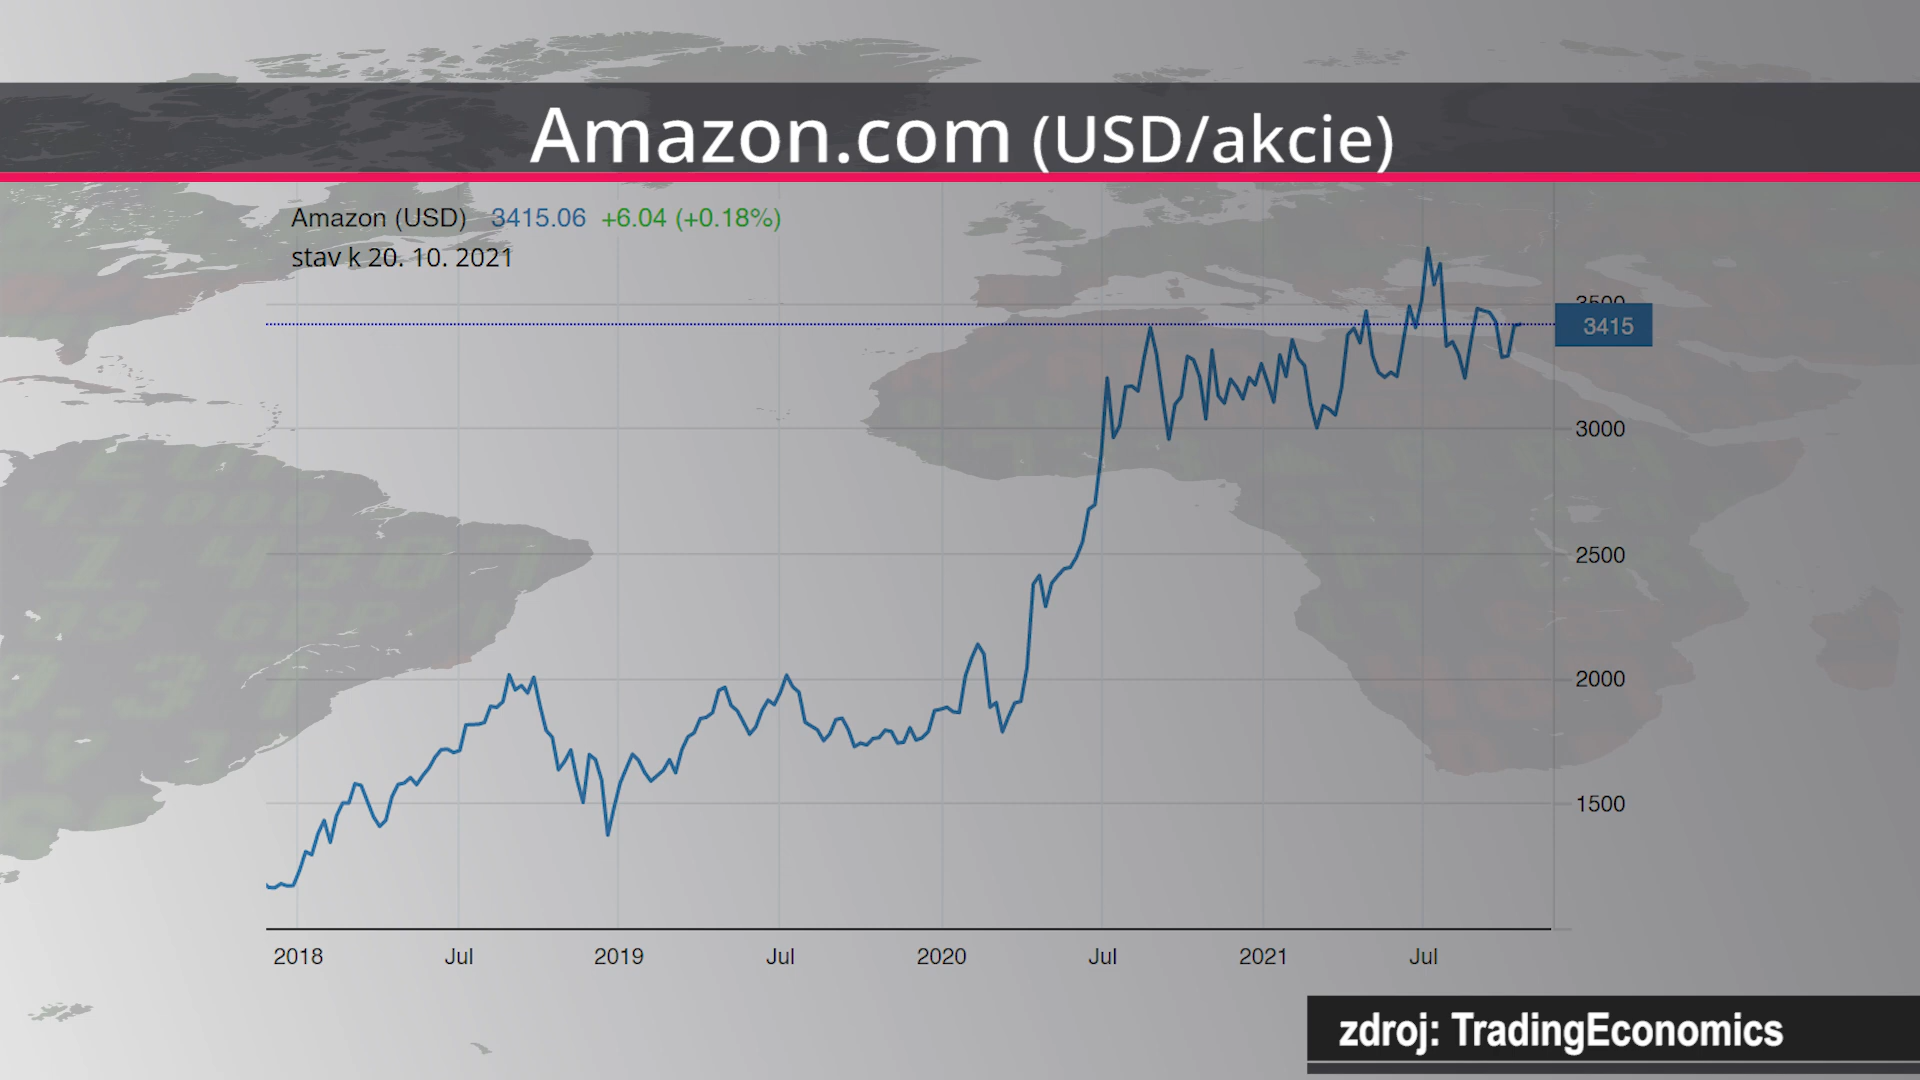 Amazon.com (USD/akcie)
Amazon (USD) 3415.06 +6.04 (+0.18%)
stav k 20. 10. 2021
3500
3415
3000
2500
2000
1500
2018 Jul 2019 Jul 2020 Jul 2021 Jul
zdroj: TradingEconomics